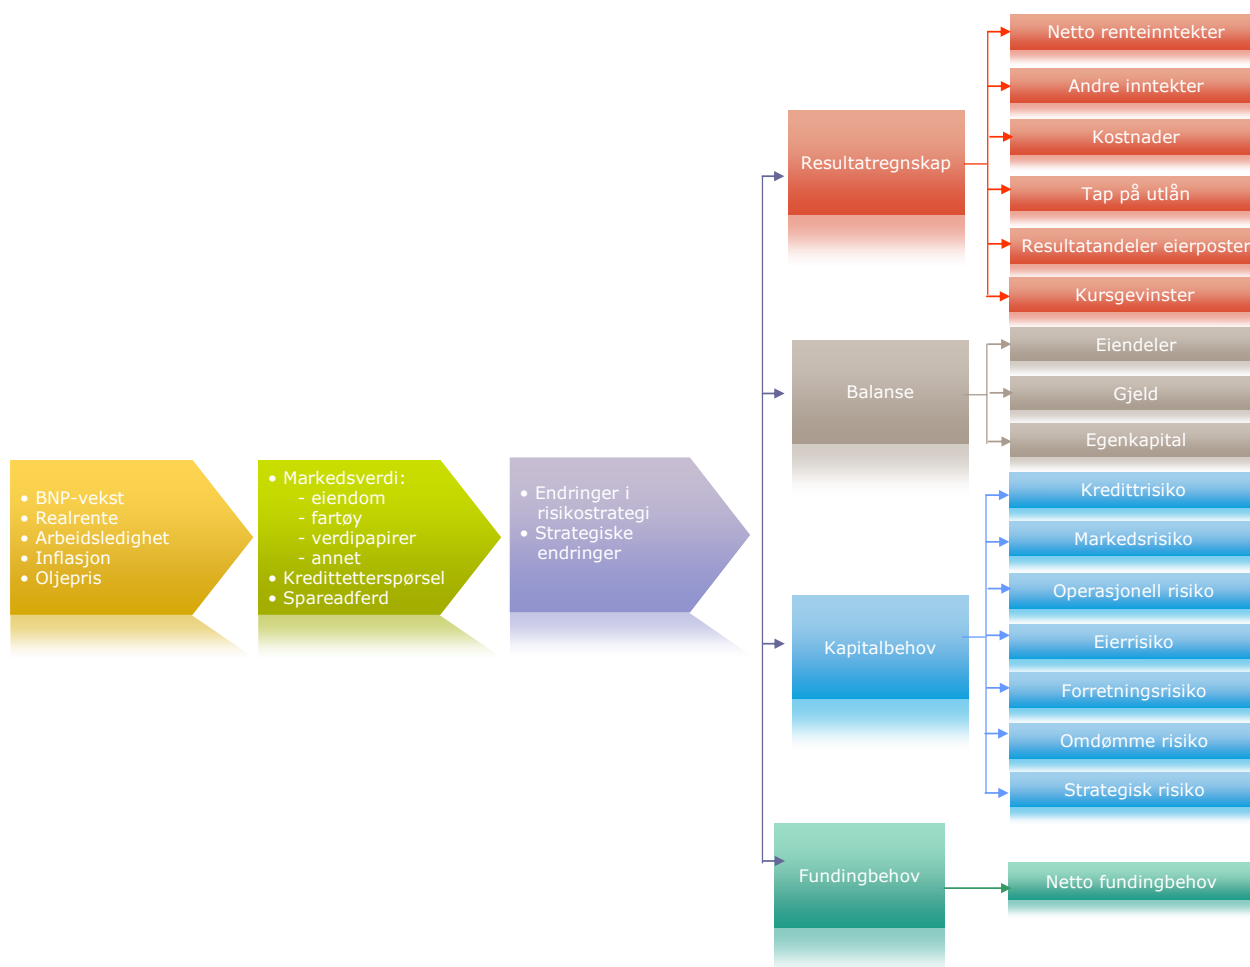 • BNP-vekst
• Realrente
• Arbeidsledighet
• Inflasjon
• Oljepris
• Markedsverdi:
- eiendom
- fartøy
- verdipapirer
- annet
• Kredittetterspørsel
• Spareadferd
• Endringer i
risikostrategi
• Strategiske
endringer
Resultatregnskap
Netto renteinntekter
Andre inntekter
Kostnader
Tap på utlån
Resultatandeler eierposter
Kursgevinster
Balanse
Eiendeler
Gjeld
Egenkapital
Kapitalbehov
Kredittrisiko
Markedsrisiko
Operasjonell risiko
Eierrisiko
Forretningsrisiko
Omdømme risiko
Strategisk risiko
Fundingbehov
Netto fundingbehov